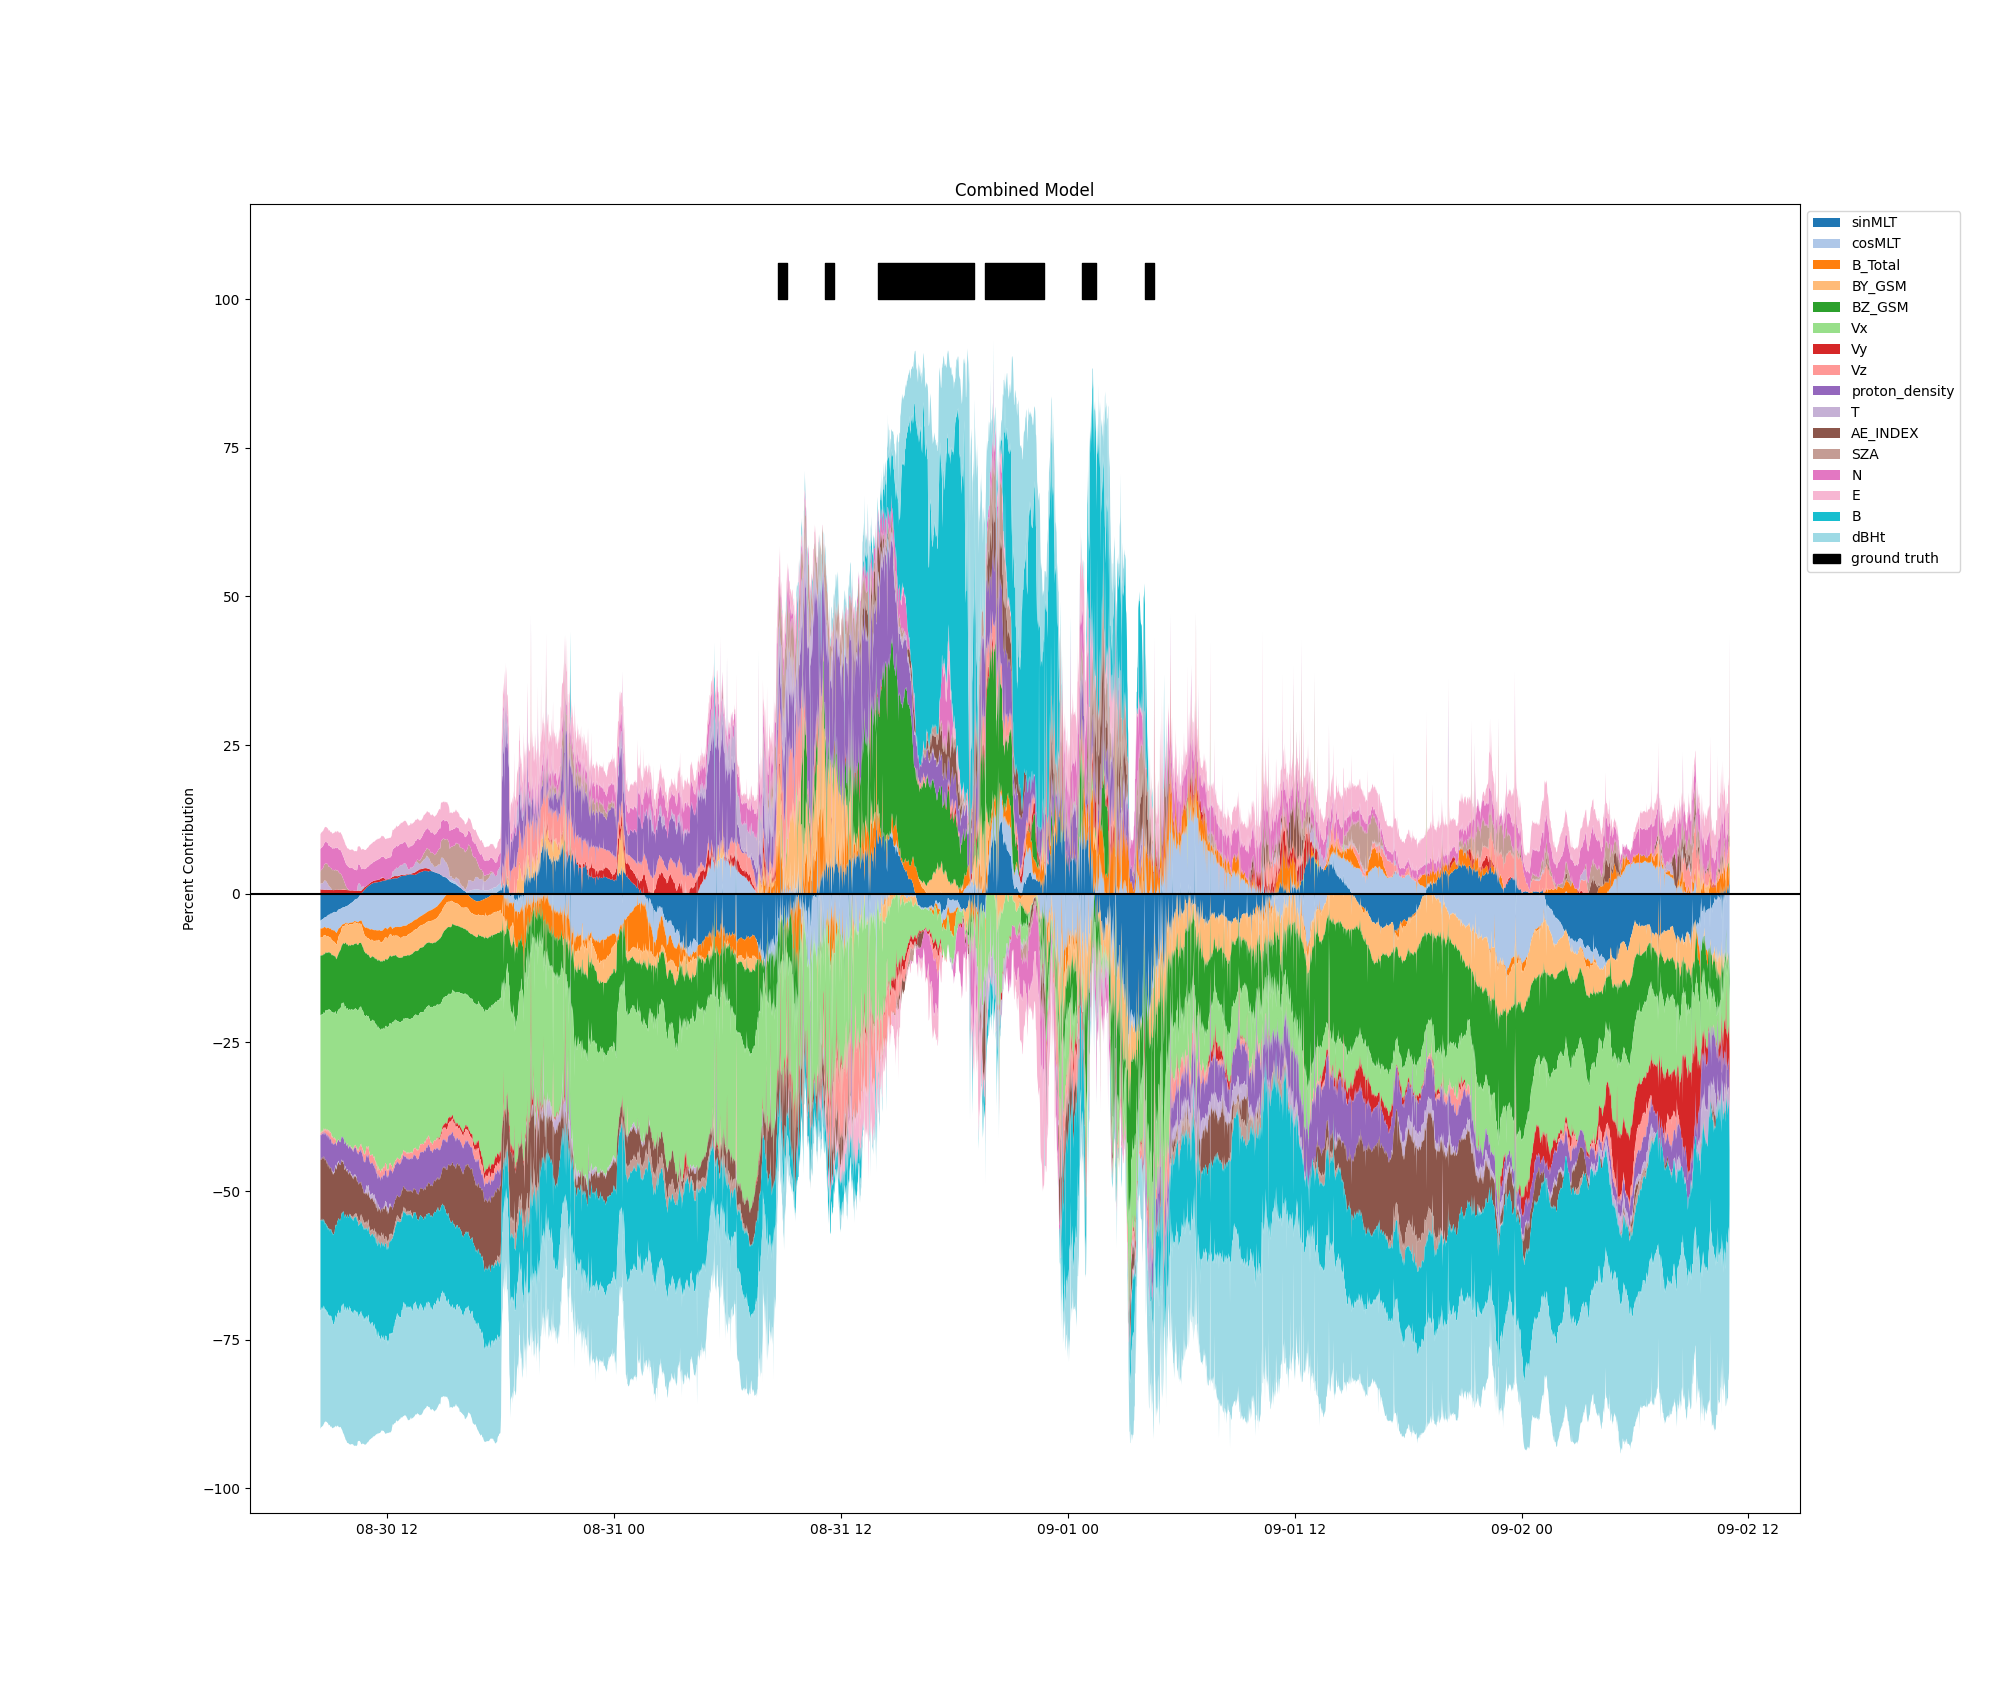 Combined Model
Percent Contribution
100
75
50
25
0
−25
−50
−75
−100
08-30 12
08-31 00
08-31 12
09-01 00
09-01 12
09-02 00
09-02 12
sinMLT
cosMLT
B_Total
BY_GSM
BZ_GSM
Vx
Vy
Vz
proton_density
T
AE_INDEX
SZA
N
E
B
dBHt
ground truth